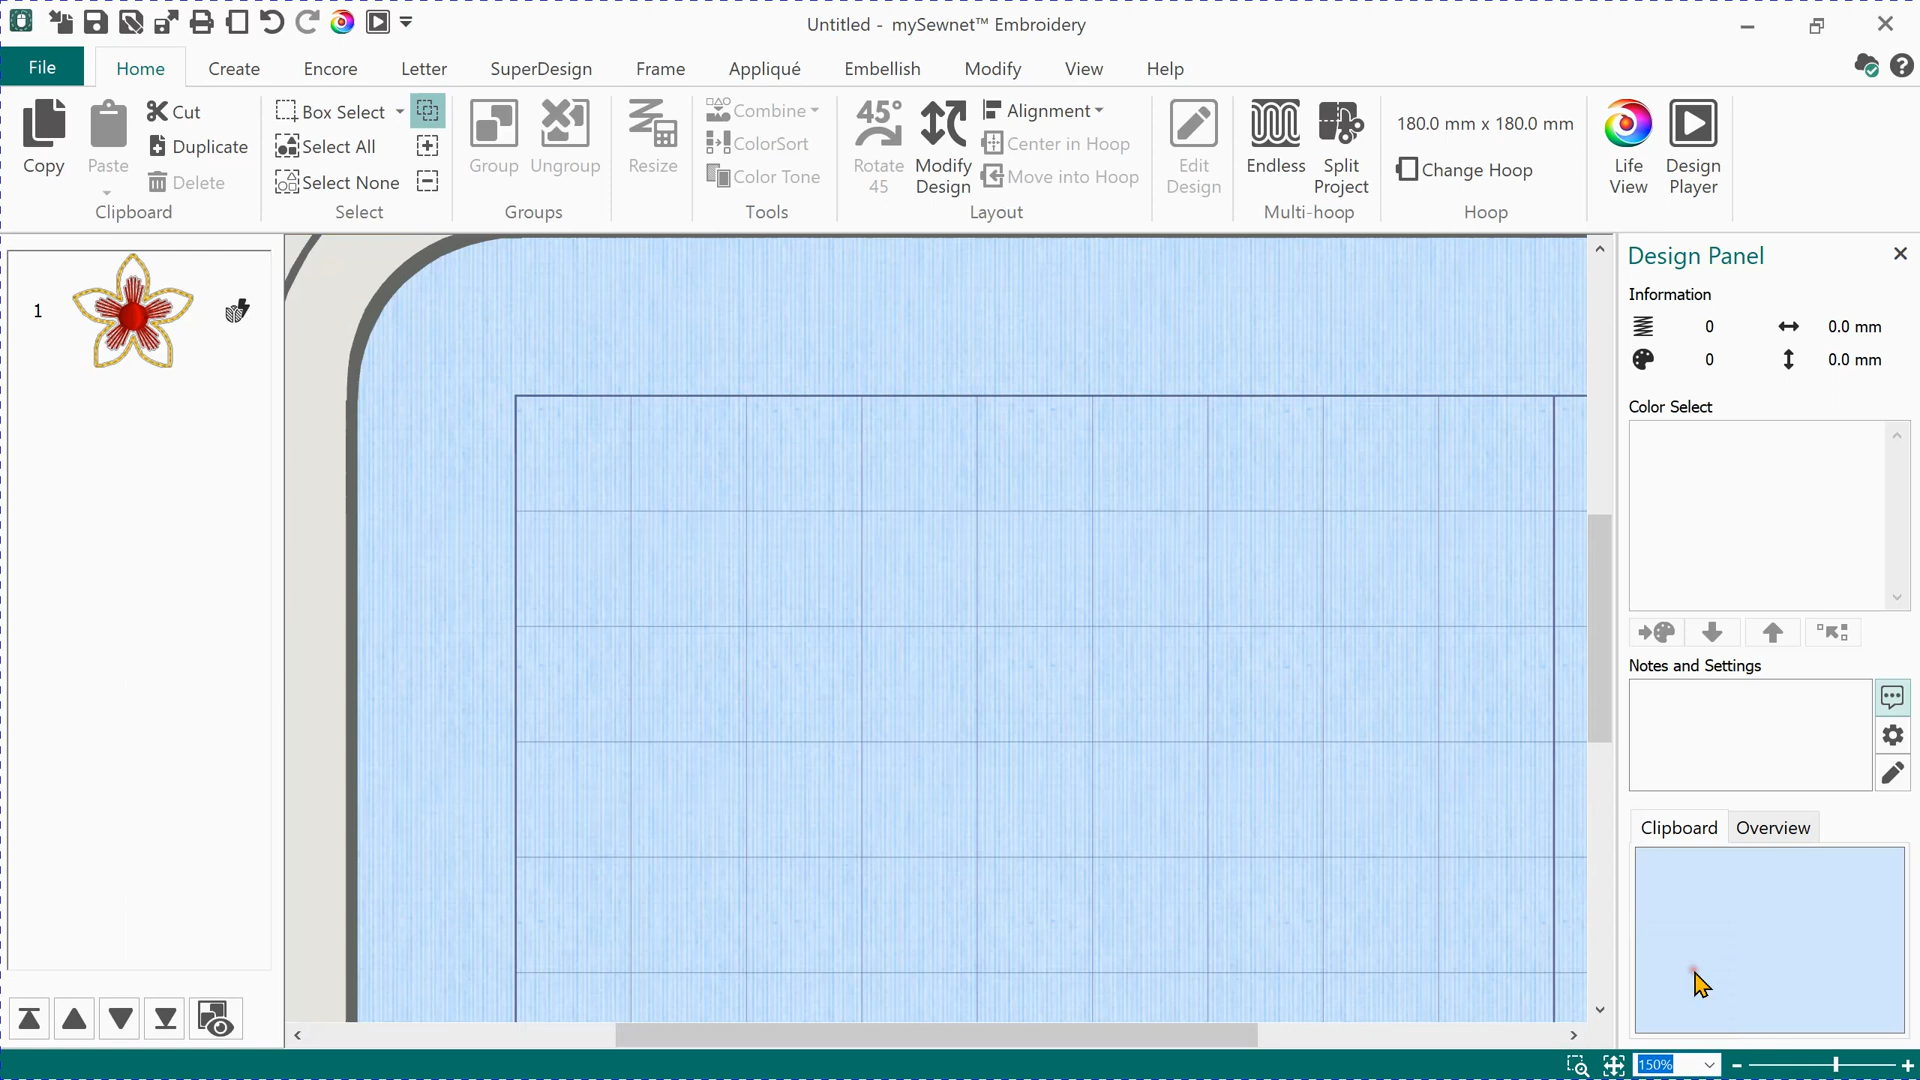 Untitled - mySewnet™ Embroidery
File Home Create Encore Letter SuperDesign Frame Appliqué Embellish Modify View Help
Copy
Paste
Cut
Duplicate
Delete
Clipboard
Box Select
Select All
Select None
Select
Group
Ungroup
Groups
Resize
Combine
ColorSort
Color Tone
Tools
Rotate
45
45°
Modify
Design
Alignment
Center in Hoop
Move into Hoop
Layout
Edit
Design
Endless
Split
Project
Multi-hoop
180.0 mm x 180.0 mm
Change Hoop
Hoop
Life
View
Design
Player
1
Design Panel
Information
0 0.0 mm
0 0.0 mm
Color Select
Notes and Settings
Clipboard Overview
150%